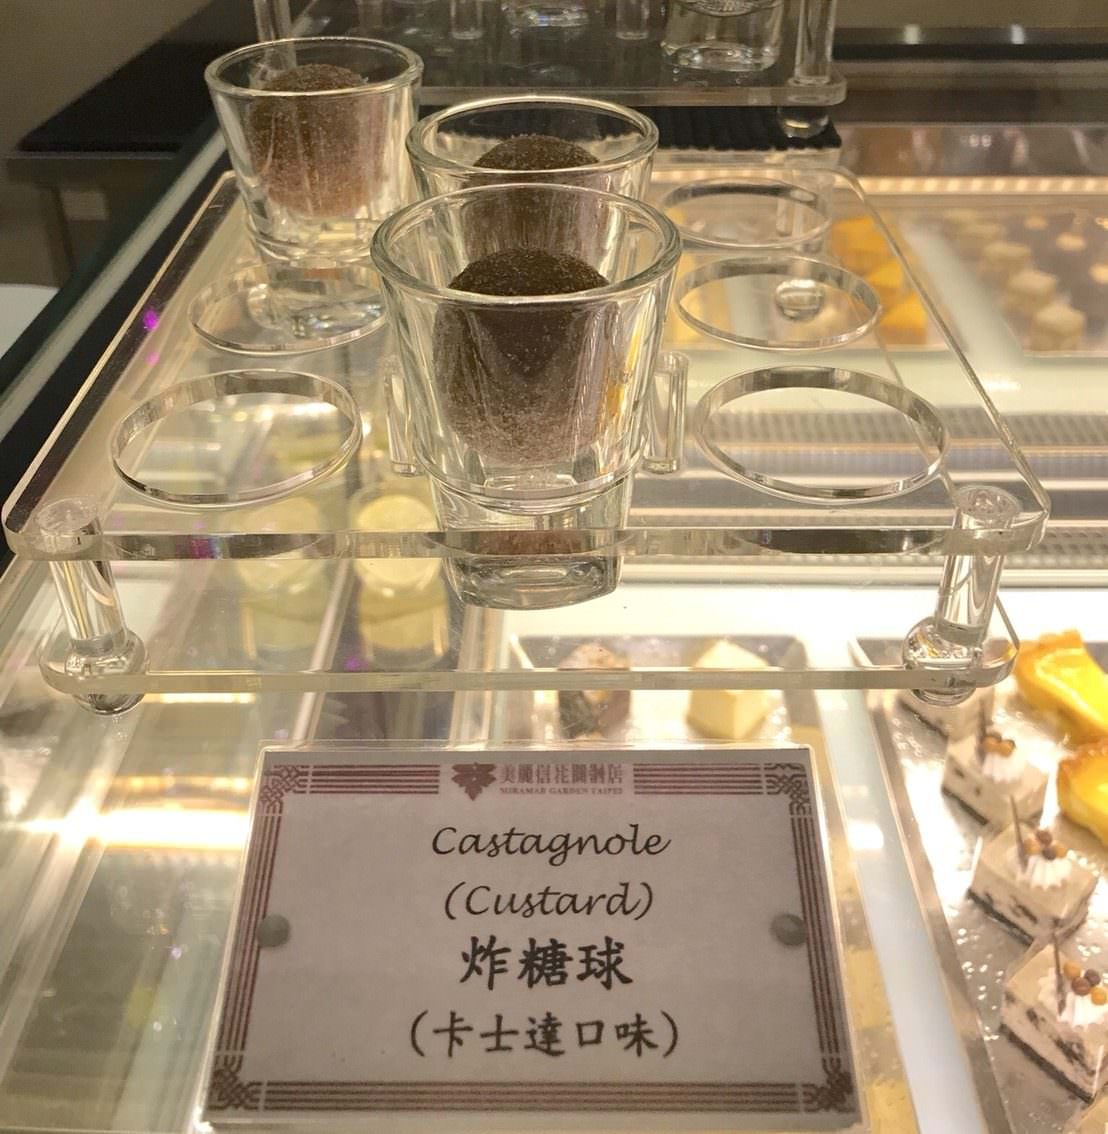 美麗信花園酒店
MIRAMAR GARDEN TAIPEI
Castagnole
(Custard)
炸糖球
(卡士達口味)